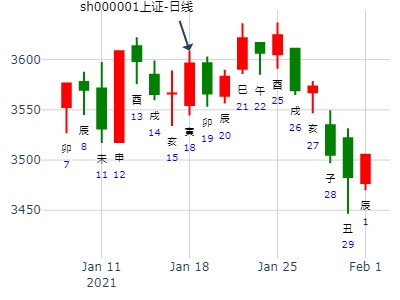 sh000001上证-日线
3600
3550
3500
3450
卯
7
辰
8
未
11
申
12
酉
13
戌
14
亥
15
寅
18
卯
19
辰
20
巳
21
午
22
酉
25
戌
26
亥
27
子
28
丑
29
辰
1
Jan 11
2021
Jan 18
Jan 25
Feb 1